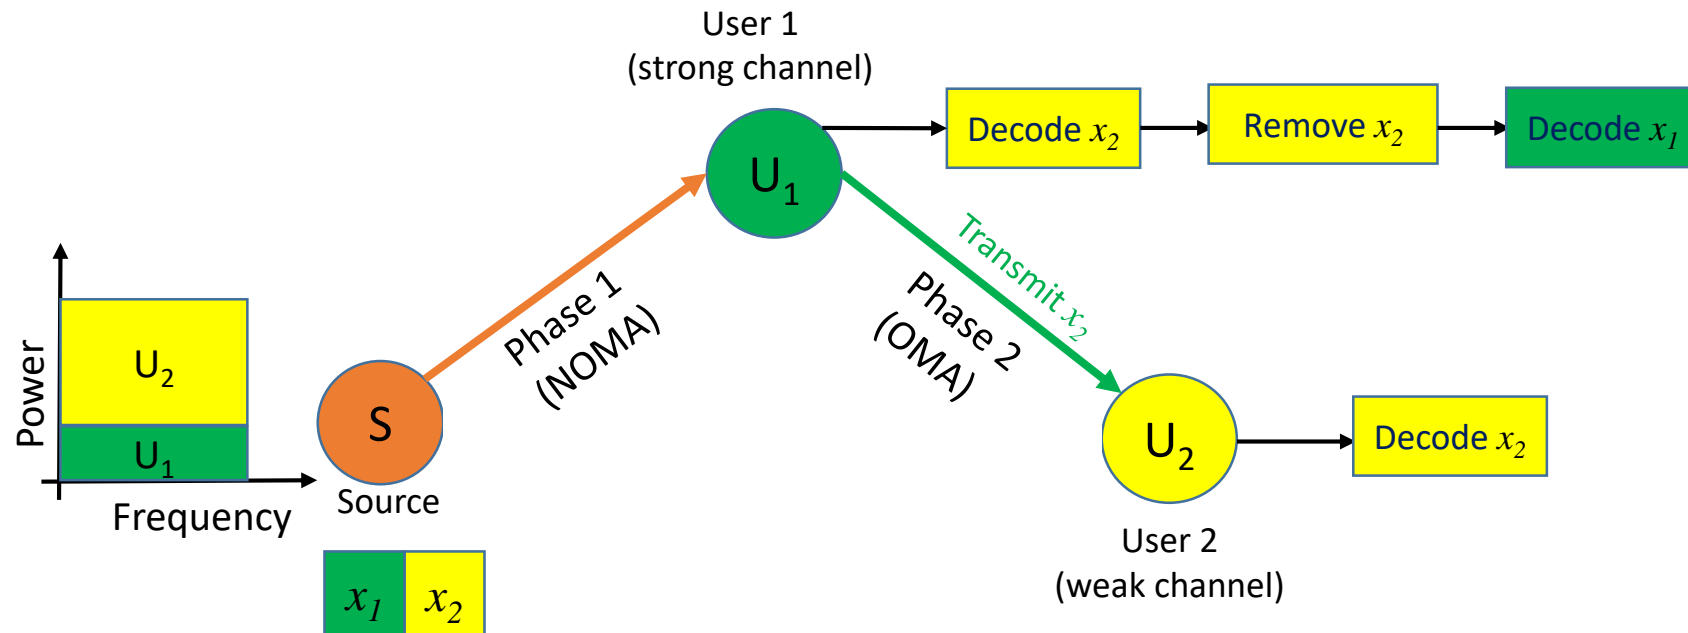 User 1
(strong channel)
Decode x₂
Remove x₂
Decode x₁
U₁
Transmit x₂
Phase 1
(NOMA)
Phase 2
(OMA)
Power
U₂
U₁
Frequency
S
Source
U₂
Decode x₂
User 2
(weak channel)
x₁ x₂